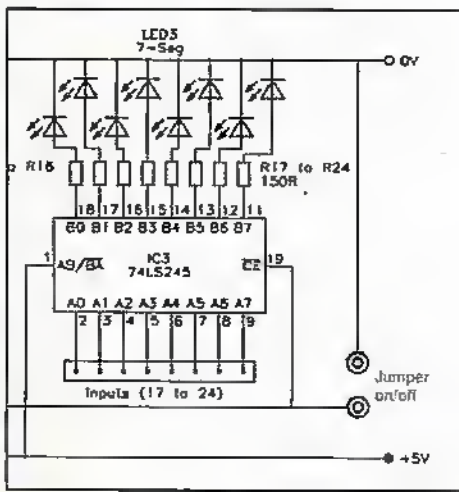 LED3
7-Seg
0V
R16
R17 to R24
150R
18 17 16 15 14 13 12 11
B0 B1 B2 B3 B4 B5 B6 B7
1
AB/BA
IC3
74LS245
CE
19
A0 A1 A2 A3 A4 A5 A6 A7
2 3 4 5 6 7 8 9
Inputs (17 to 24)
Jumper
on/off
+5V